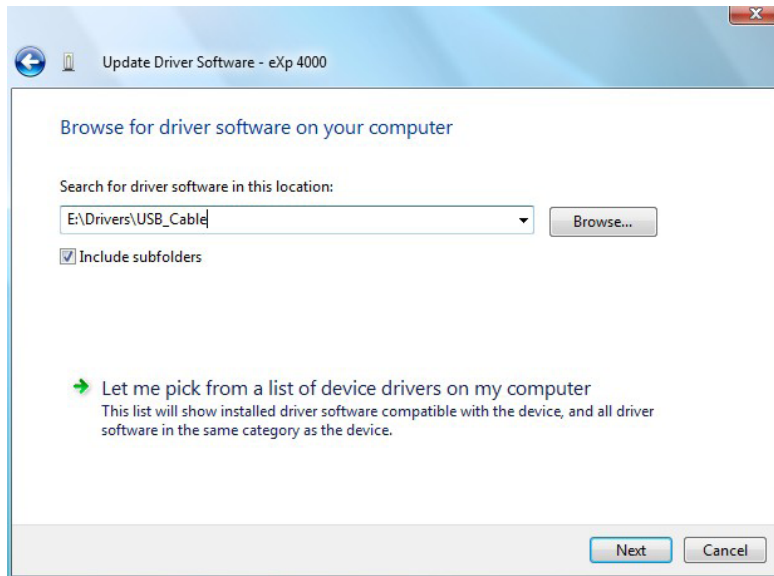 Update Driver Software - eXp 4000
Browse for driver software on your computer
Search for driver software in this location:
E:\Drivers\USB_Cable
Browse...
Include subfolders
Let me pick from a list of device drivers on my computer
This list will show installed driver software compatible with the device, and all driver
software in the same category as the device.
Next
Cancel